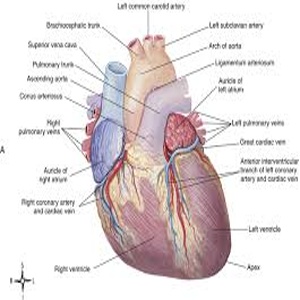 Left common carotid artery
Brachiocephalic trunk
Left subclavian artery
Superior vena cava
Arch of aorta
Pulmonary trunk
Ligamentum arteriosum
Ascending aorta
Auricle of
left atrium
Conus arteriosus
Right
pulmonary veins
Left pulmonary veins
Great cardiac vein
A
Anterior interventricular
branch of left coronary
artery and cardiac vein
Auricle of
right atrium
Right coronary artery
and cardiac vein
Left ventricle
Right ventricle
Apex
S
R
L
I